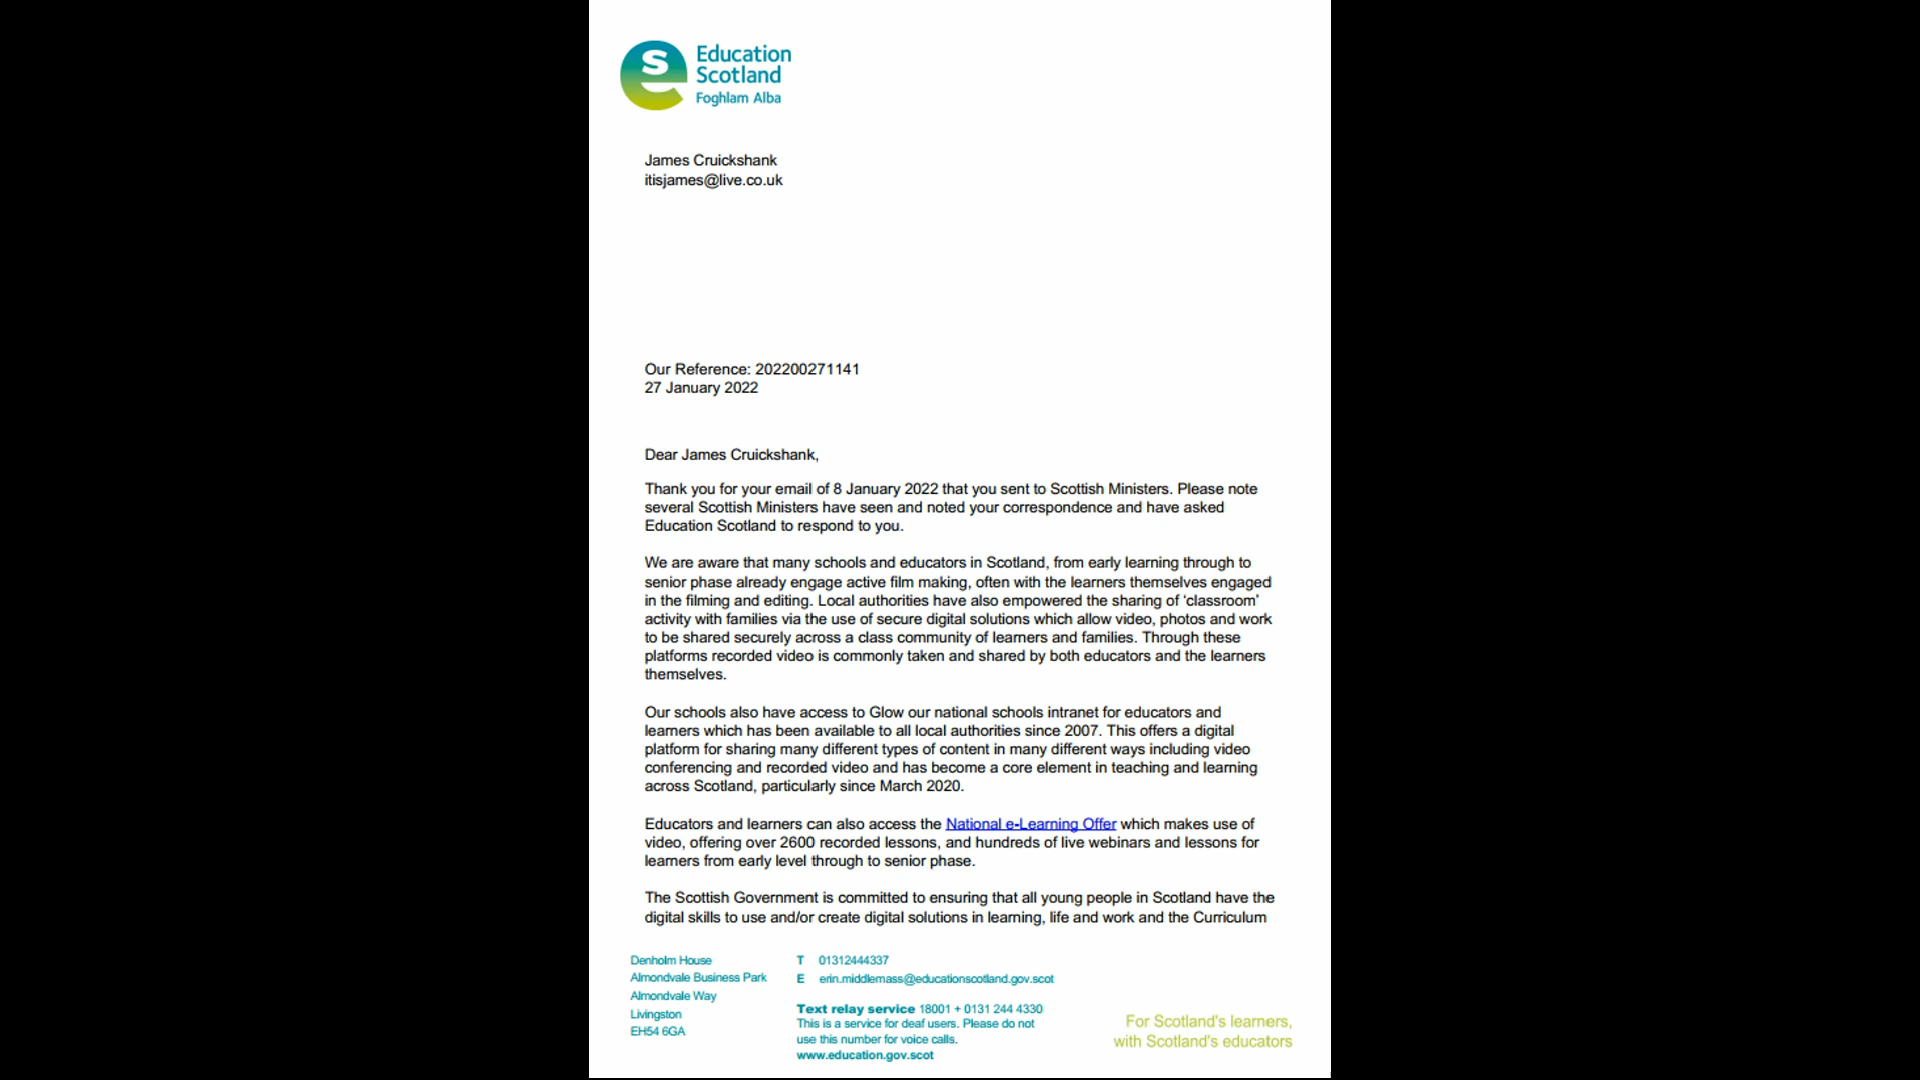 Education
Scotland
Foghlam Alba
James Cruickshank
itisjames@live.co.uk
Our Reference: 202200271141
27 January 2022
Dear James Cruickshank,
Thank you for your email of 8 January 2022 that you sent to Scottish Ministers. Please note
several Scottish Ministers have seen and noted your correspondence and have asked
Education Scotland to respond to you.
We are aware that many schools and educators in Scotland, from early learning through to
senior phase already engage active film making, often with the learners themselves engaged
in the filming and editing. Local authorities have also empowered the sharing of ‘classroom’
activity with families via the use of secure digital solutions which allow video, photos and work
to be shared securely across a class community of learners and families. Through these
platforms recorded video is commonly taken and shared by both educators and the learners
themselves.
Our schools also have access to Glow our national schools intranet for educators and
learners which has been available to all local authorities since 2007. This offers a digital
platform for sharing many different types of content in many different ways including video
conferencing and recorded video and has become a core element in teaching and learning
across Scotland, particularly since March 2020.
Educators and learners can also access the National e-Learning Offer which makes use of
video, offering over 2600 recorded lessons, and hundreds of live webinars and lessons for
learners from early level through to senior phase.
The Scottish Government is committed to ensuring that all young people in Scotland have the
digital skills to use and/or create digital solutions in learning, life and work and the Curriculum
Denholm House
Almondvale Business Park
Almondvale Way
Livingston
EH54 6GA
T 01312444337
E erin.middlemass@educationscotland.gov.scot
Text relay service 18001 + 0131 244 4330
This is a service for deaf users. Please do not
use this number for voice calls.
www.education.gov.scot
For Scotland's learners,
with Scotland's educators